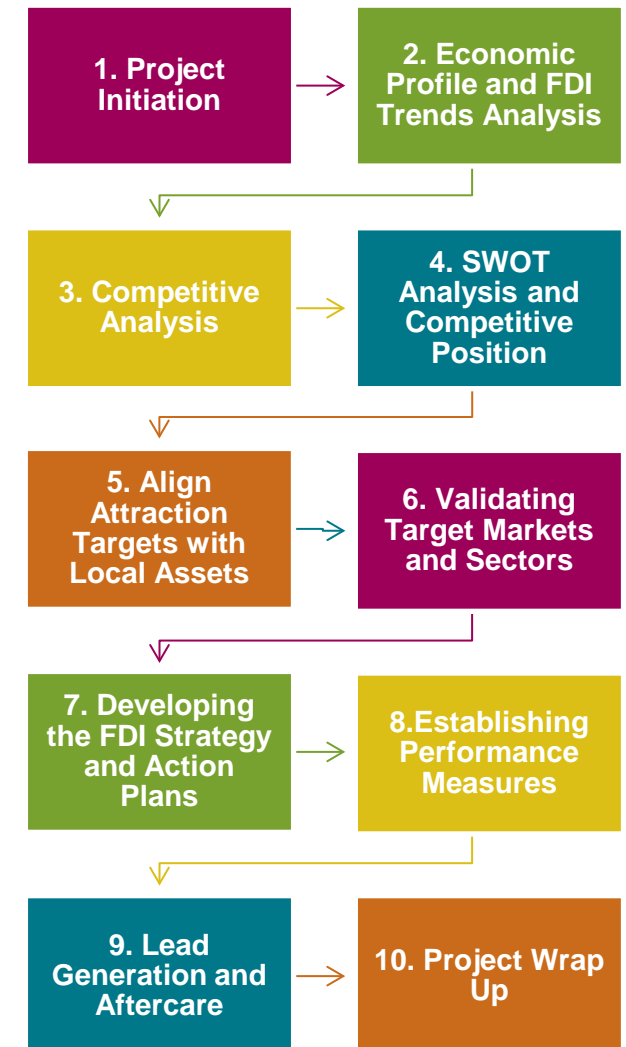 1. Project
Initiation
2. Economic
Profile and FDI
Trends Analysis
3. Competitive
Analysis
4. SWOT
Analysis and
Competitive
Position
5. Align
Attraction
Targets with
Local Assets
6. Validating
Target Markets
and Sectors
7. Developing
the FDI Strategy
and Action
Plans
8.Establishing
Performance
Measures
9. Lead
Generation and
Aftercare
10. Project Wrap
Up